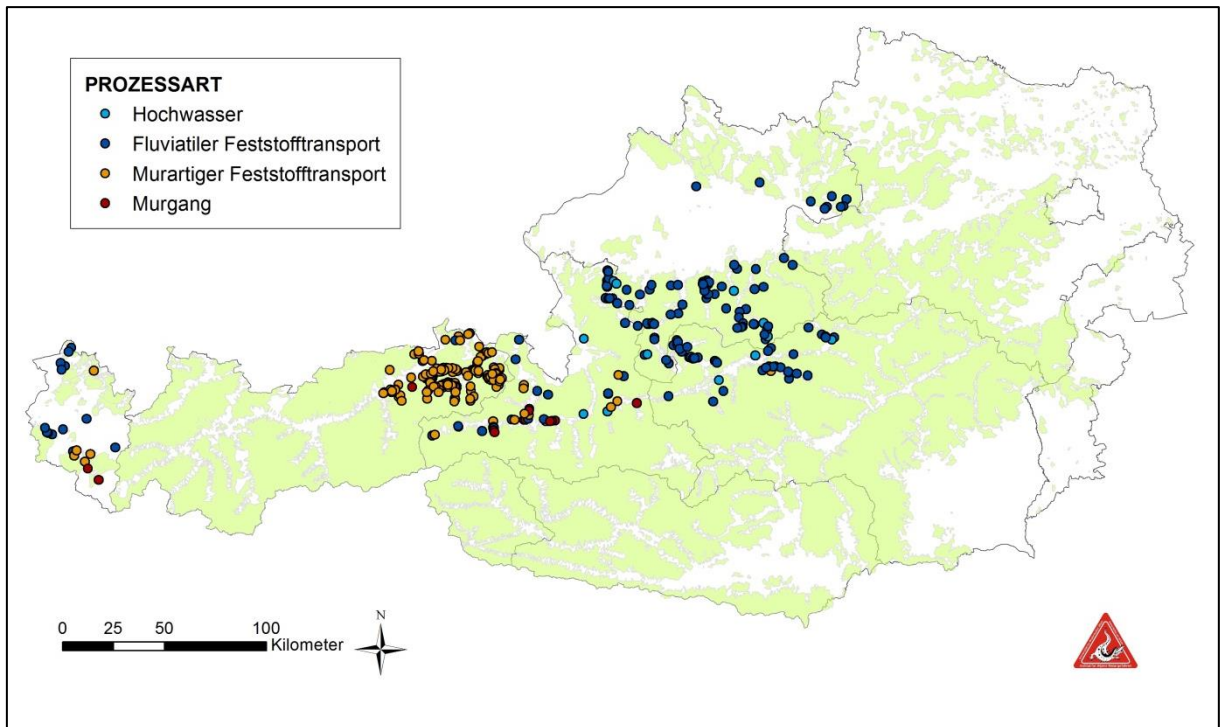 PROZESSART
Hochwasser
Fluviatiler Feststofftransport
Murartiger Feststofftransport
Murgang
N
0 25 50 100
Kilometer